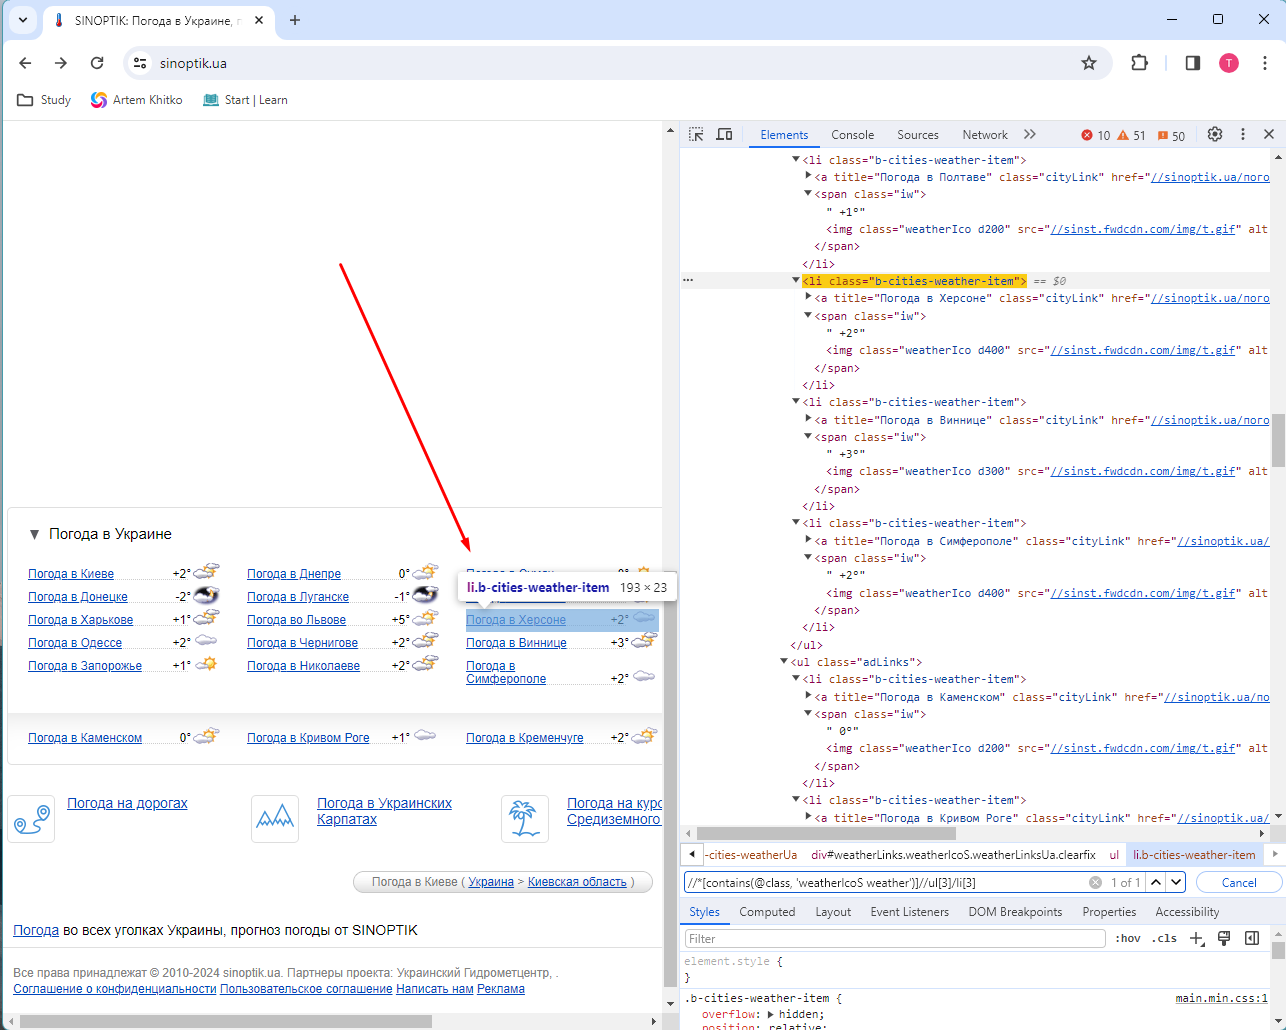 SINOPTIK: Погода в Украине,
sinoptik.ua
T
Study
Artem Khitko
Start | Learn
Погода в Украине
Погода в Киеве +2°
Погода в Днепре 0°
Погода в Донецке -2°
Погода в Луганске -1°
li.b-cities-weather-item 193 × 23
Погода в Харькове +1°
Погода во Львове +5°
Погода в Херсоне +2°
Погода в Одессе +2°
Погода в Чернигове +2°
Погода в Виннице +3°
Погода в Запорожье +1°
Погода в Николаеве +2°
Погода в
Симферополе +2°
Погода в Каменском 0°
Погода в Кривом Роге +1°
Погода в Кременчуге +2°
Погода на дорогах
Погода в Украинских
Карпатах
Погода на куро
Средиземного
Погода в Киеве ( Украина > Киевская область )
Погода во всех уголках Украины, прогноз погоды от SINOPTIK
Все права принадлежат © 2010-2024 sinoptik.ua. Партнеры проекта: Украинский Гидрометцентр, .
Соглашение о конфиденциальности Пользовательское соглашение Написать нам Реклама
Elements Console Sources Network 10 51 50
<li class="b-cities-weather-item">
<a title="Погода в Полтаве" class="cityLink" href="//sinoptik.ua/пого
<span class="iw">
" +1°"
<img class="weatherIco d200" src="//sinst.fwdcdn.com/img/t.gif" alt
</span>
</li>
<li class="b-cities-weather-item"> == $0
<a title="Погода в Херсоне" class="cityLink" href="//sinoptik.ua/пого
<span class="iw">
" +2°"
<img class="weatherIco d400" src="//sinst.fwdcdn.com/img/t.gif" alt
</span>
</li>
<li class="b-cities-weather-item">
<a title="Погода в Виннице" class="cityLink" href="//sinoptik.ua/пого
<span class="iw">
" +3°"
<img class="weatherIco d300" src="//sinst.fwdcdn.com/img/t.gif" alt
</span>
</li>
<li class="b-cities-weather-item">
<a title="Погода в Симферополе" class="cityLink" href="//sinoptik.ua/
<span class="iw">
" +2°"
<img class="weatherIco d400" src="//sinst.fwdcdn.com/img/t.gif" alt
</span>
</li>
</ul>
<ul class="adLinks">
<li class="b-cities-weather-item">
<a title="Погода в Каменском" class="cityLink" href="//sinoptik.ua/по
<span class="iw">
" 0°"
<img class="weatherIco d200" src="//sinst.fwdcdn.com/img/t.gif" alt
</span>
</li>
<li class="b-cities-weather-item">
<a title="Погода в Кривом Роге" class="cityLink" href="//sinoptik.ua/
-cities-weatherUa div#weatherLinks.weatherIcoS.weatherLinksUa.clearfix ul li.b-cities-weather-item
//*[contains(@class, 'weatherIcoS weather')]//ul[3]/li[3] 1 of 1 Cancel
Styles Computed Layout Event Listeners DOM Breakpoints Properties Accessibility
Filter :hov .cls
element.style {
}
.b-cities-weather-item { main.min.css:1
overflow: hidden;
position: relative;